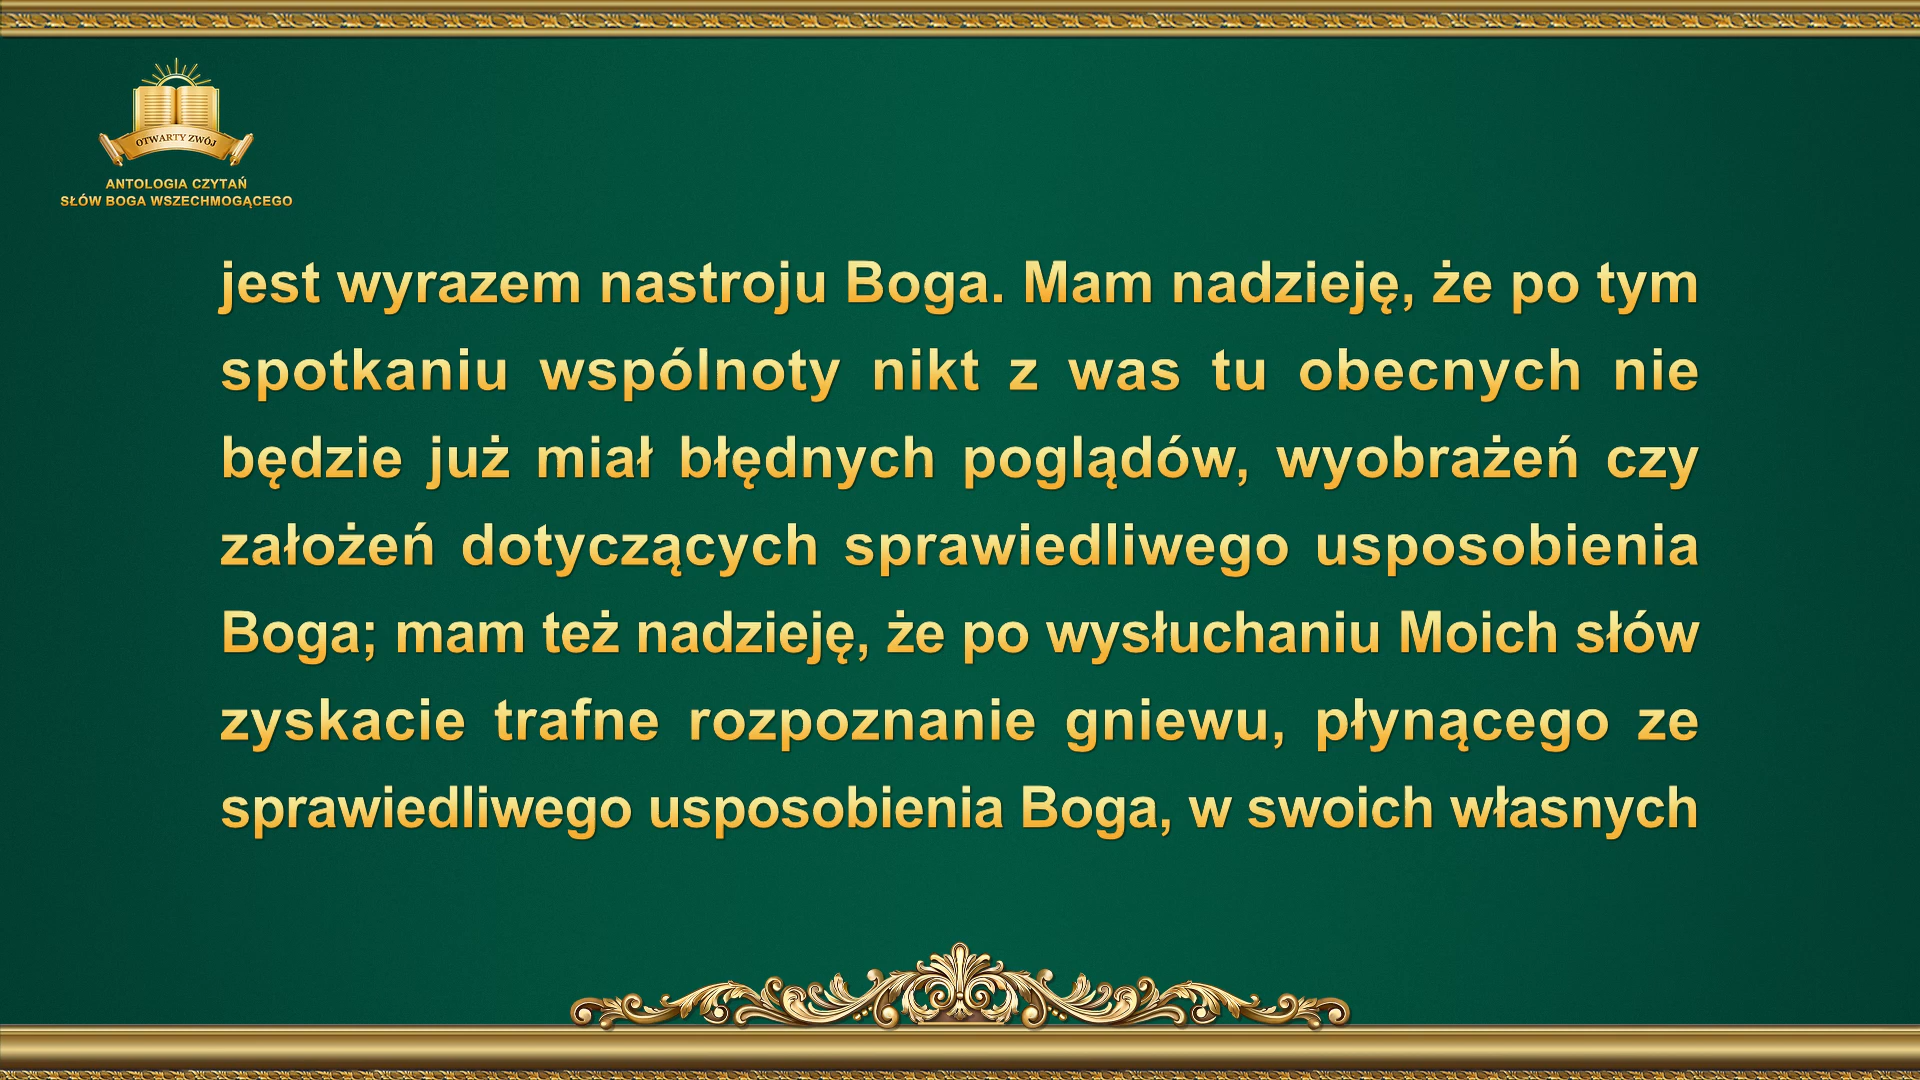 OTWARTY ZWÓJ
ANTOLOGIA CZYTAŃ
SŁÓW BOGA WSZECHMOGĄCEGO
jest wyrazem nastroju Boga. Mam nadzieję, że po tym
spotkaniu wspólnoty nikt z was tu obecnych nie
będzie już miał błędnych poglądów, wyobrażeń czy
założeń dotyczących sprawiedliwego usposobienia
Boga; mam też nadzieję, że po wysłuchaniu Moich słów
zyskacie trafne rozpoznanie gniewu, płynącego ze
sprawiedliwego usposobienia Boga, w swoich własnych